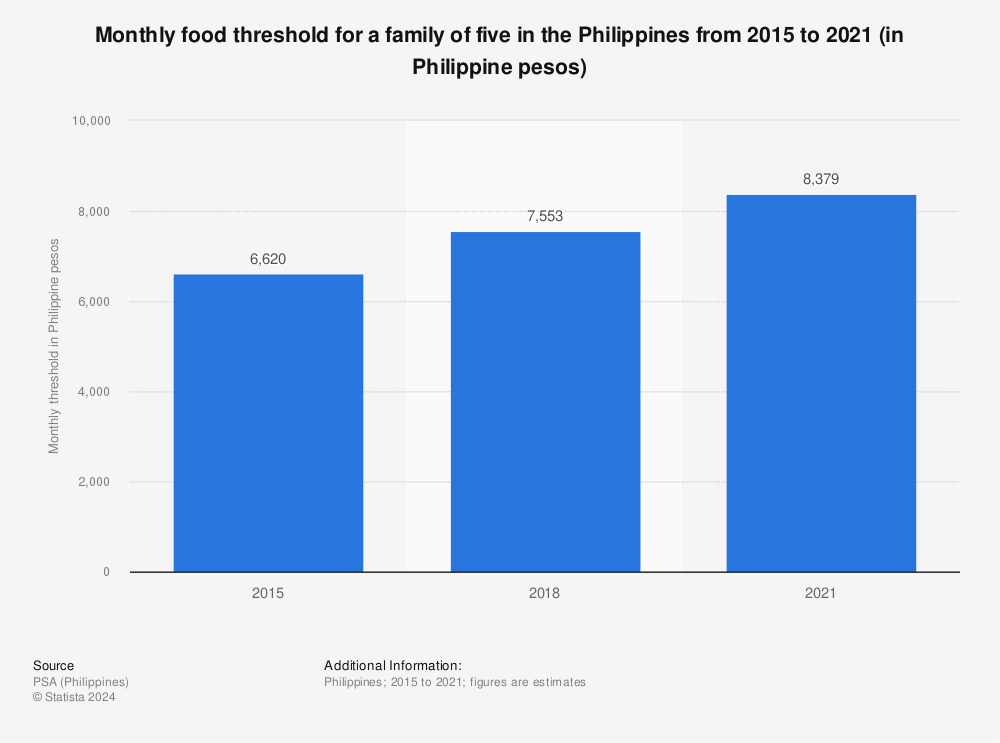 Monthly food threshold for a family of five in the Philippines from 2015 to 2021 (in
Philippine pesos)
Monthly threshold in Philippine pesos
10,000
8,000
6,000
4,000
2,000
0
6,620
7,553
8,379
2015
2018
2021
Source
PSA (Philippines)
© Statista 2024
Additional Information:
Philippines; 2015 to 2021; figures are estimates